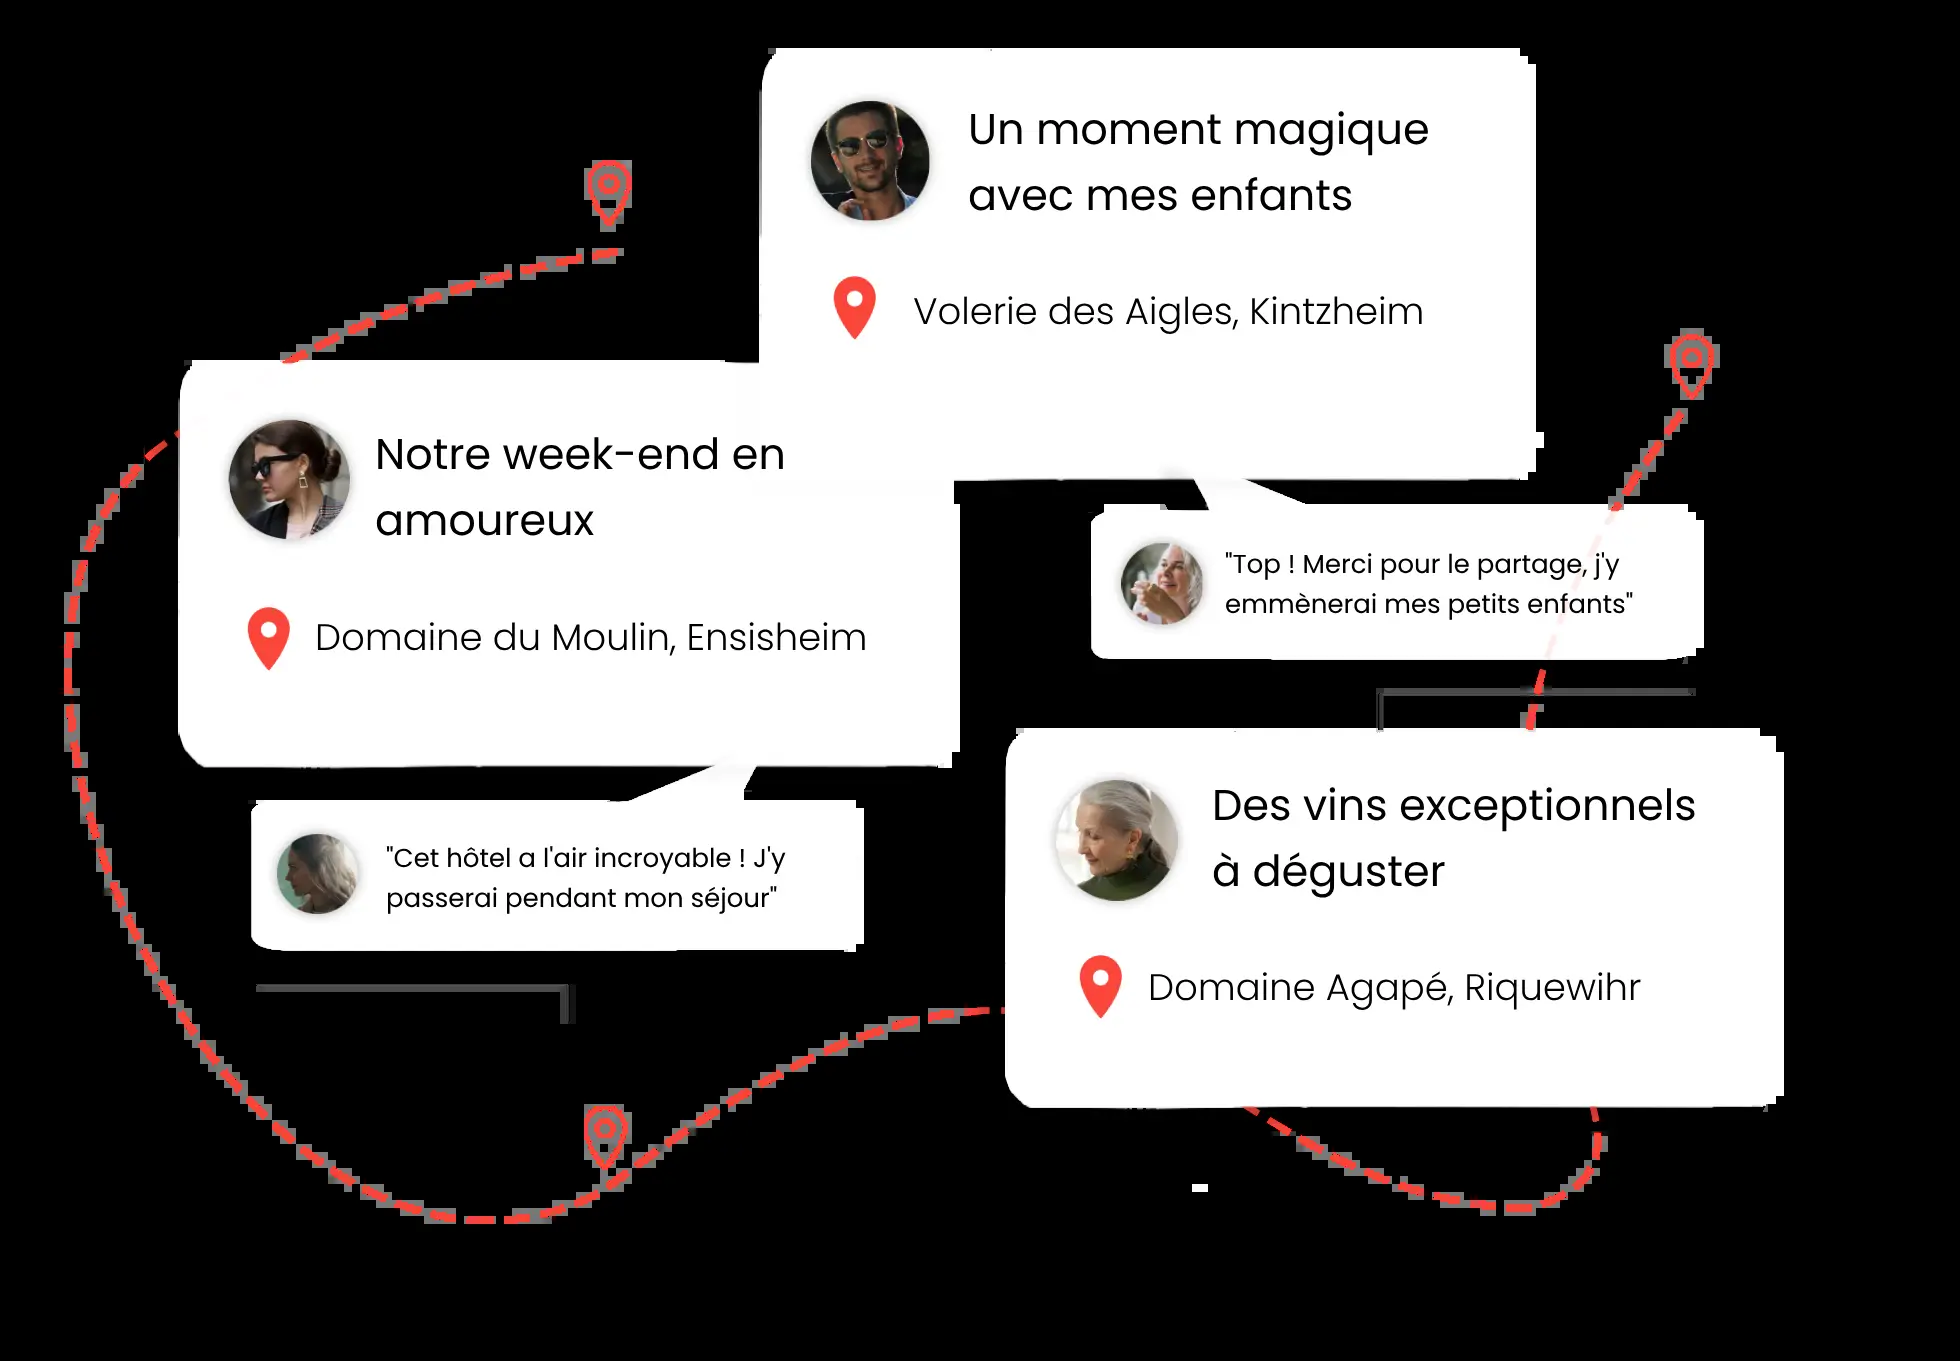 Un moment magique
avec mes enfants
Volerie des Aigles, Kintzheim
Notre week-end en
amoureux
Domaine du Moulin, Ensisheim
"Top ! Merci pour le partage, j'y
emmènerai mes petits enfants"
"Cet hôtel a l'air incroyable ! J'y
passerai pendant mon séjour"
Des vins exceptionnels
à déguster
Domaine Agapé, Riquewihr